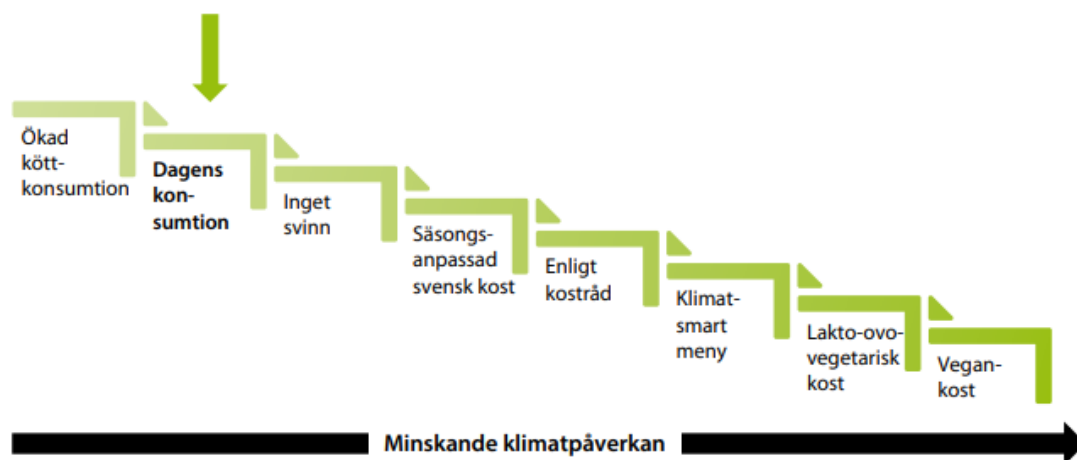 Ökad
kött-
konsumtion
Dagens
kon-
sumtion
Inget
svinn
Säsongs-
anpassad
svensk kost
Enligt
kostråd
Klimat-
smart
meny
Lakto-ovo-
vegetarisk
kost
Vegan-
kost
Minskande klimatpåverkan